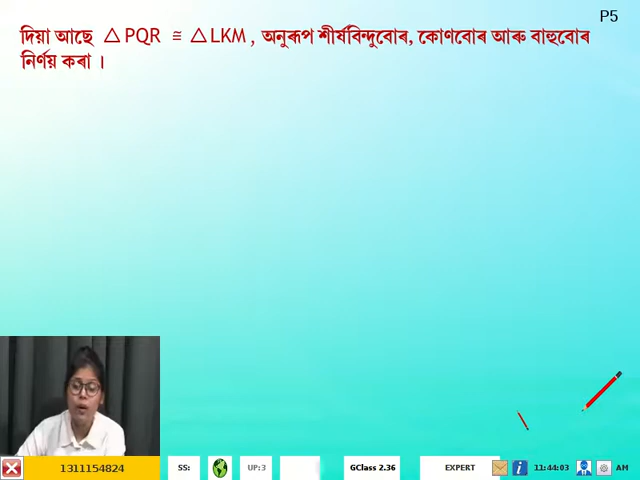 P5
দিয়া আছে △PQR ≅ △LKM, অনুৰূপ শীৰ্ষবিন্দুবোৰ, কোণবোৰ আৰু বাহুবোৰ
নিৰ্ণয় কৰা ।
1311154824 SS: UP:3 GClass 2.36 EXPERT 11:44:03 AM